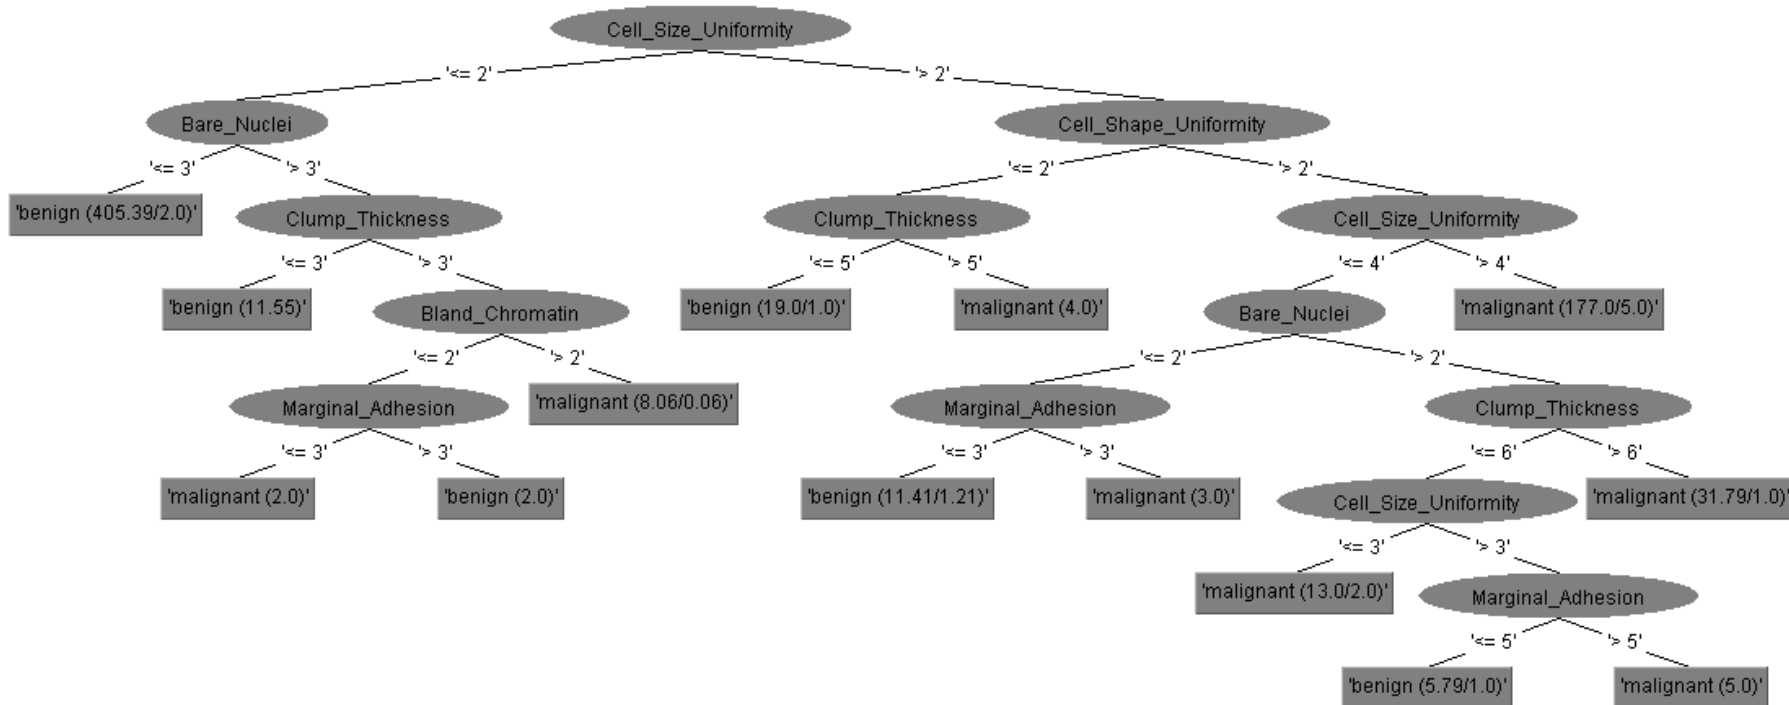 Cell_Size_Uniformity
'<= 2'
'> 2'
Bare_Nuclei
Cell_Shape_Uniformity
'<= 3'
'> 3'
'<= 2'
'> 2'
'benign (405.39/2.0)'
Clump_Thickness
Clump_Thickness
Cell_Size_Uniformity
'<= 3'
'> 3'
'<= 5'
'> 5'
'<= 4'
'> 4'
'benign (11.55)'
Bland_Chromatin
'benign (19.0/1.0)'
'malignant (4.0)'
Bare_Nuclei
'malignant (177.0/5.0)'
'<= 2'
'> 2'
'<= 2'
'> 2'
Marginal_Adhesion
'malignant (8.06/0.06)'
Marginal_Adhesion
Clump_Thickness
'<= 3'
'> 3'
'<= 3'
'> 3'
'<= 6'
'> 6'
'malignant (2.0)'
'benign (2.0)'
'benign (11.41/1.21)'
'malignant (3.0)'
Cell_Size_Uniformity
'malignant (31.79/1.0)'
'<= 3'
'> 3'
'malignant (13.0/2.0)'
Marginal_Adhesion
'<= 5'
'> 5'
'benign (5.79/1.0)'
'malignant (5.0)'